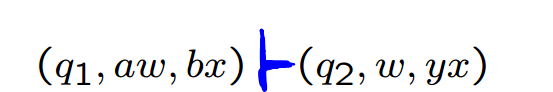 (q₁, aw, bx) ⊢ (q₂, w, yx)